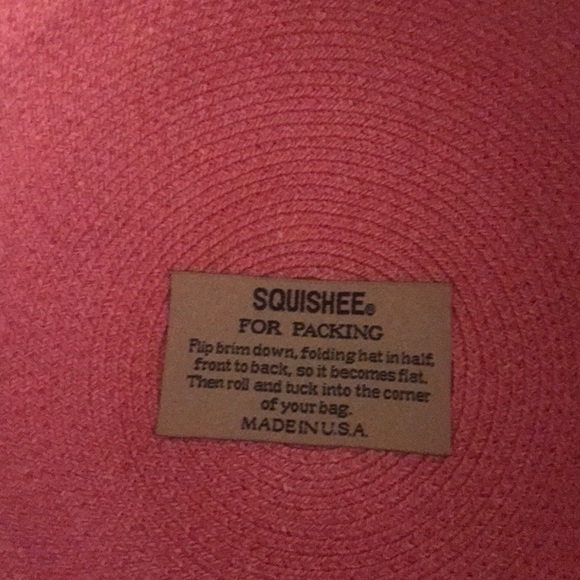 SQUISHEE®
FOR PACKING
Flip brim down, folding hat in half,
front to back, so it becomes flat.
Then roll and tuck into the corner
of your bag.
MADE IN U.S.A.